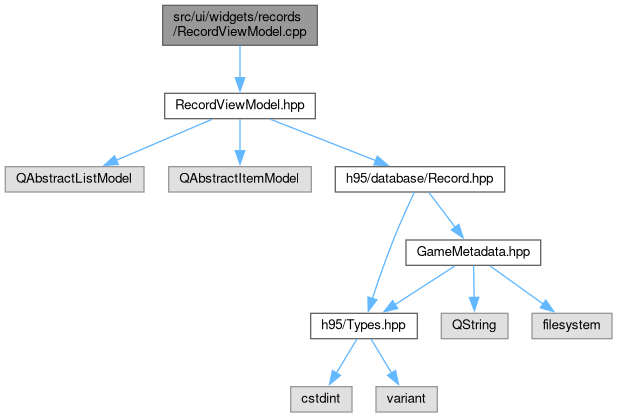 src/ui/widgets/records
/RecordViewModel.cpp
RecordViewModel.hpp
QAbstractListModel
QAbstractItemModel
h95/database/Record.hpp
GameMetadata.hpp
h95/Types.hpp
QString
filesystem
cstdint
variant